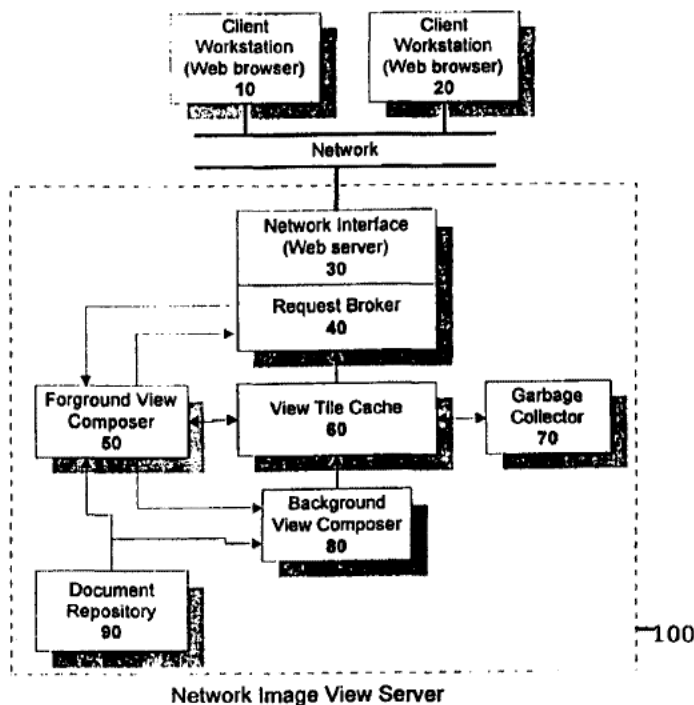 Client
Workstation
(Web browser)
10
Client
Workstation
(Web browser)
20
Network
Network Interface
(Web server)
30
Request Broker
40
Forground View
Composer
50
View Tile Cache
60
Garbage
Collector
70
Background
View Composer
80
Document
Repository
90
100
Network Image View Server